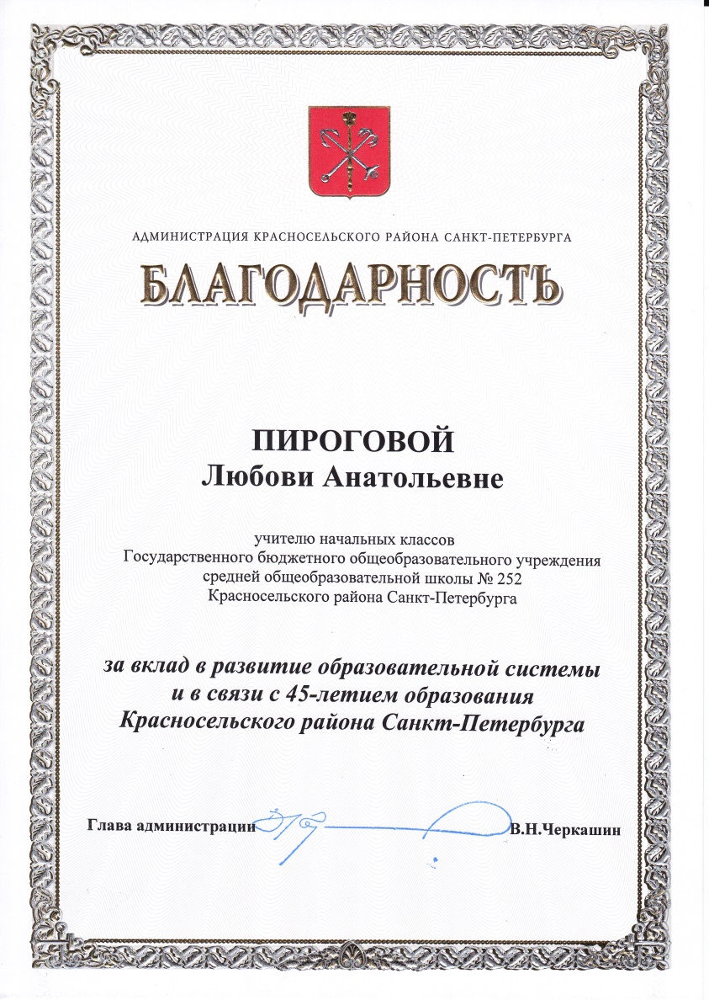 АДМИНИСТРАЦИЯ КРАСНОСЕЛЬСКОГО РАЙОНА САНКТ-ПЕТЕРБУРГА
БЛАГОДАРНОСТЬ
ПИРОГОВОЙ
Любови Анатольевне
учителю начальных классов
Государственного бюджетного общеобразовательного учреждения
средней общеобразовательной школы № 252
Красносельского района Санкт-Петербурга
за вклад в развитие образовательной системы
и в связи с 45-летием образования
Красносельского района Санкт-Петербурга
Глава администрации В.Н.Черкашин